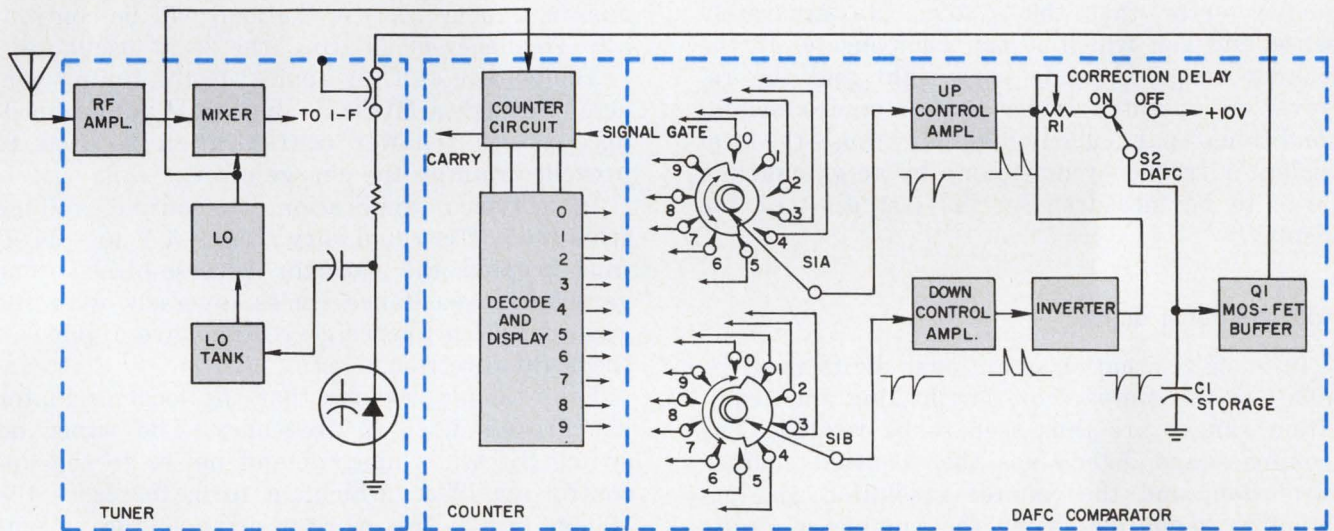 RF
AMPL
MIXER
TO I-F
LO
LO
TANK
TUNER
COUNTER
CIRCUIT
CARRY
SIGNAL GATE
DECODE
AND
DISPLAY
0
1
2
3
4
5
6
7
8
9
COUNTER
0
1
2
3
4
5
6
7
8
9
S1A
0
1
2
3
4
5
6
7
8
9
S1B
UP
CONTROL
AMPL.
DOWN
CONTROL
AMPL.
INVERTER
CORRECTION DELAY
R1
ON
OFF
+10V
S2
DAFC
Q1
MOS-FET
BUFFER
C1
STORAGE
DAFC COMPARATOR